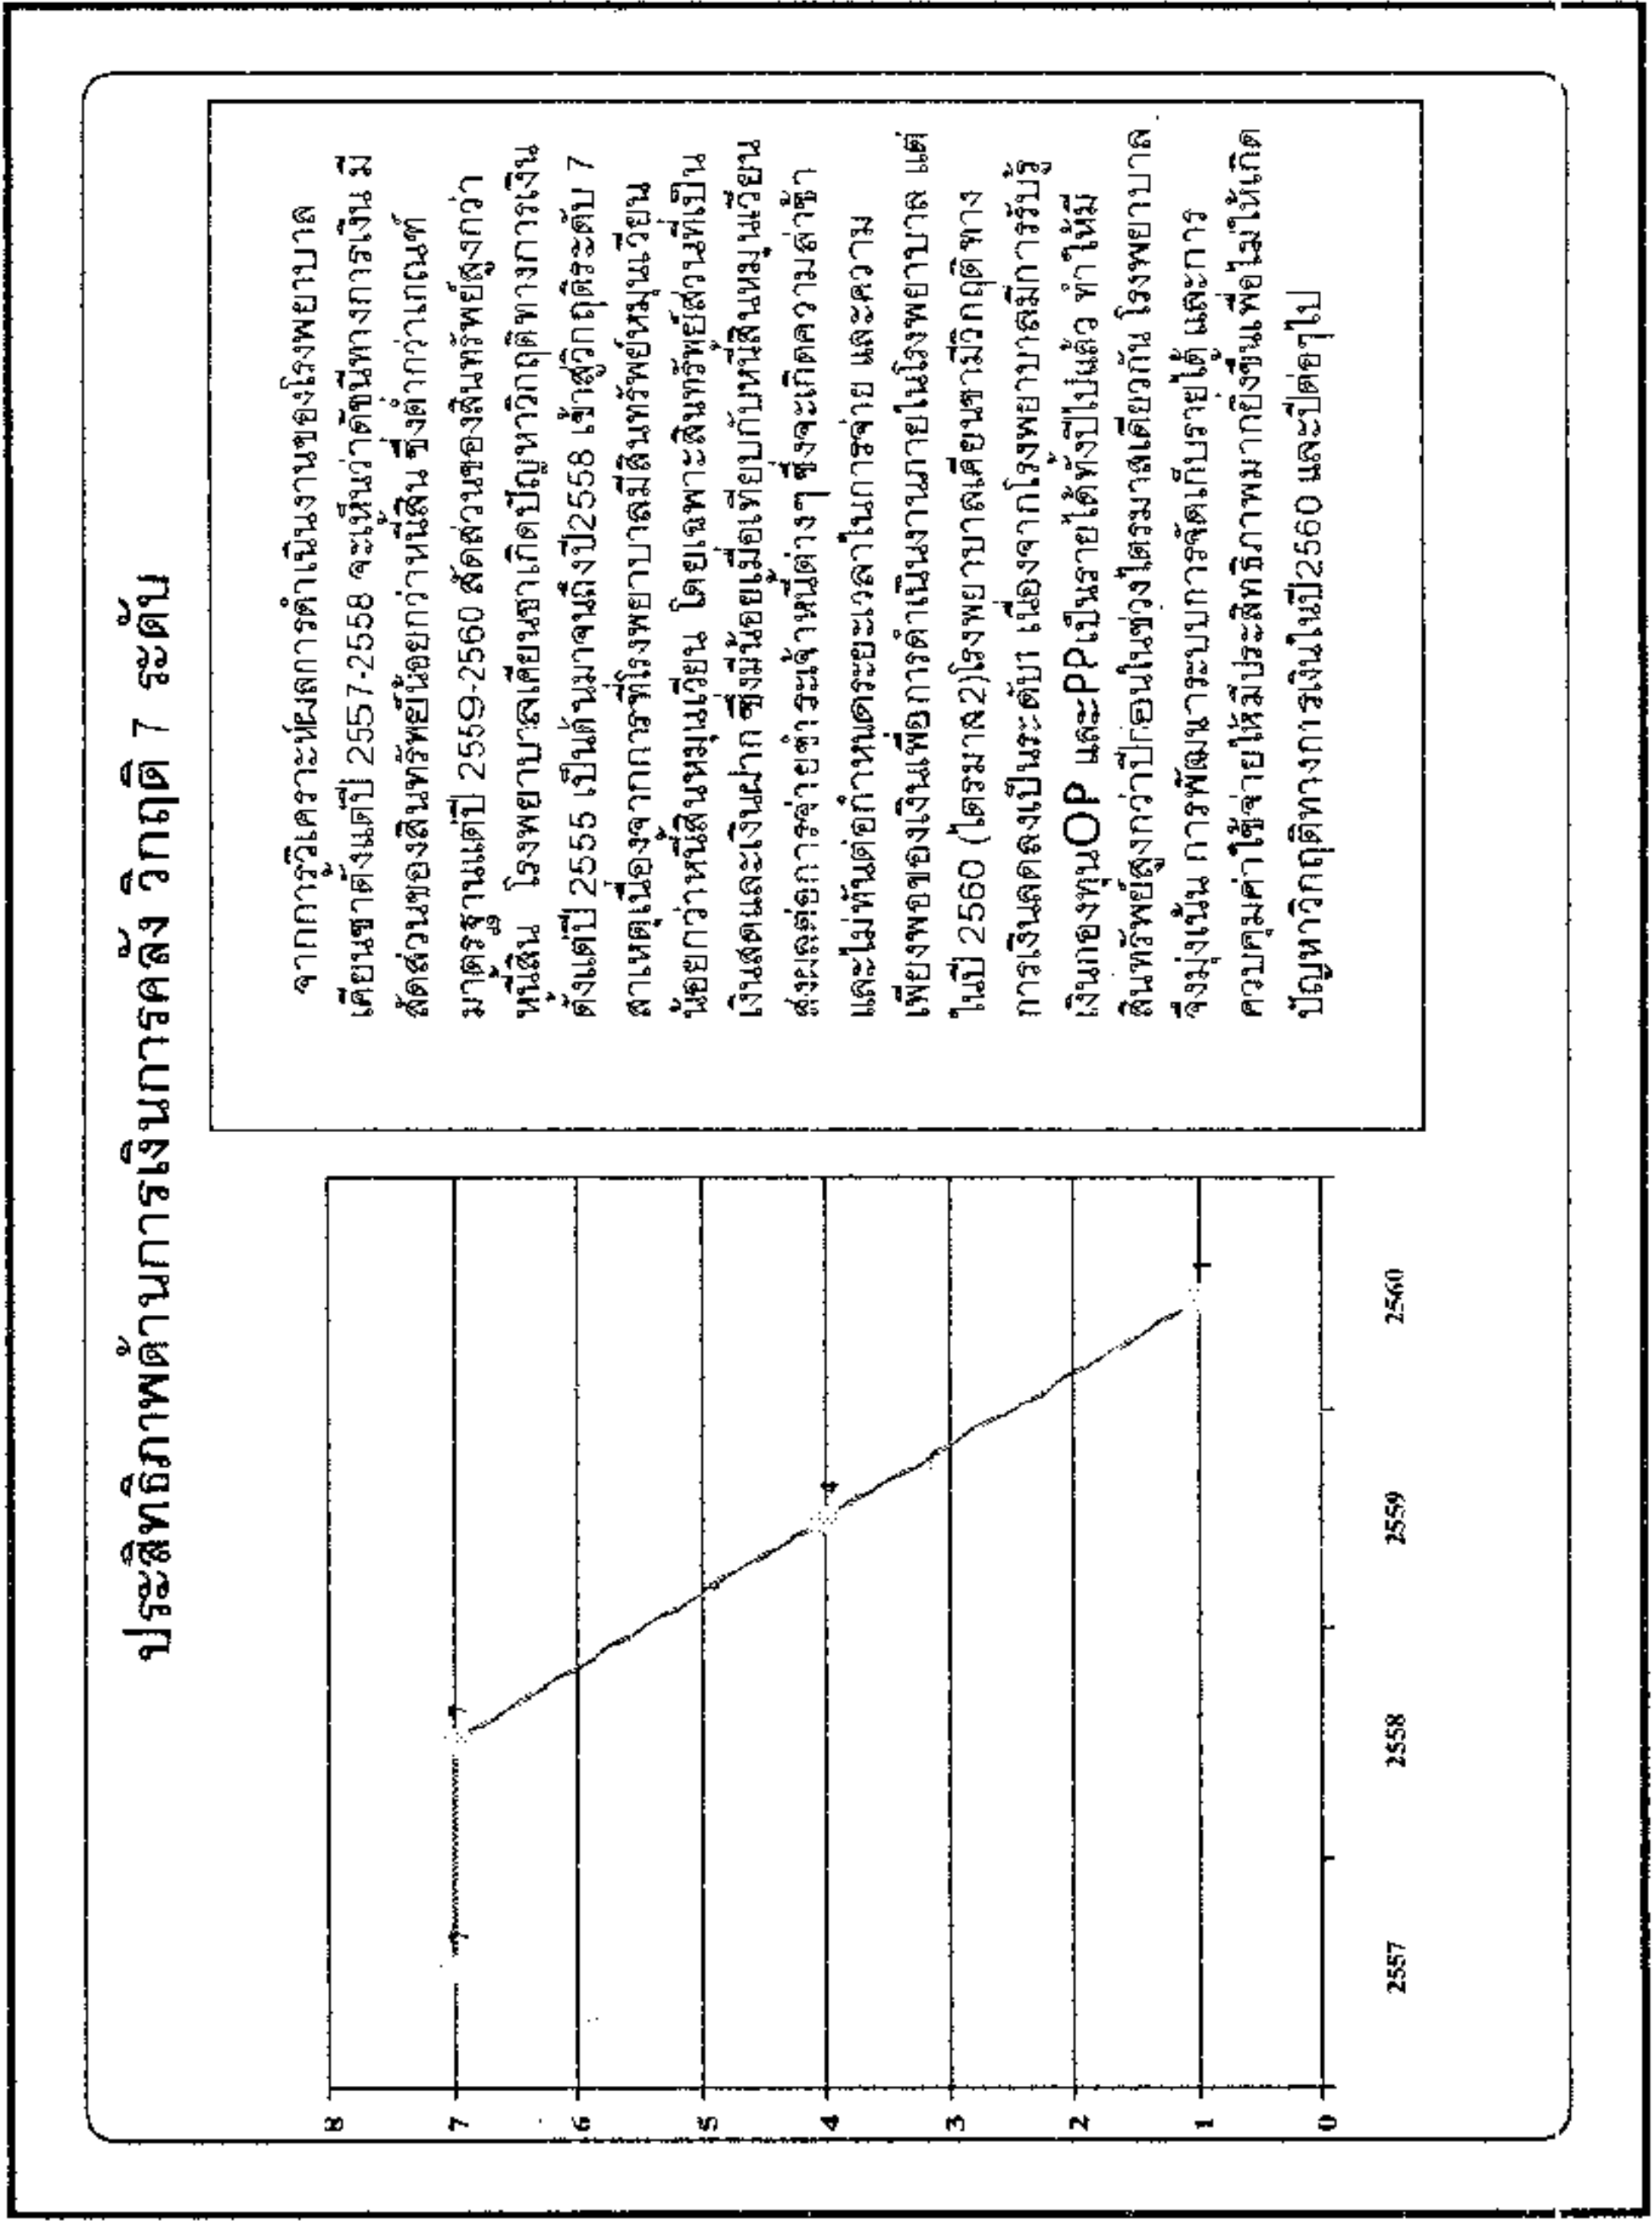 ประสิทธิภาพด้านการเงินการคลัง วิกฤติ 7 ระดับ
8
7
6
5
4
3
2
1
0
7
7
4
1
2557
2558
2559
2560
จากการวิเคราะห์ผลการดำเนินงานของโรงพยาบาล
เคียนซาตั้งแต่ปี 2557-2558 จะเห็นว่าดัชนีทางการเงิน มี
สัดส่วนของสินทรัพย์น้อยกว่าหนี้สิน ซึ่งต่ำกว่าเกณฑ์
มาตรฐานแต่ปี 2559-2560 สัดส่วนของสินทรัพย์สูงกว่า
หนี้สิน โรงพยาบาลเคียนซาเกิดปัญหาวิกฤติทางการเงิน
ตั้งแต่ปี 2555 เป็นต้นมาจนถึงปี2558 เข้าสู่วิกฤติระดับ 7
สาเหตุเนื่องจากการที่โรงพยาบาลมีสินทรัพย์หมุนเวียน
น้อยกว่าหนี้สินหมุนเวียน โดยเฉพาะสินทรัพย์ส่วนที่เป็น
เงินสดและเงินฝาก ซึ่งมีน้อยเมื่อเทียบกับหนี้สินหมุนเวียน
ส่งผลต่อการจ่ายชำระเจ้าหนี้ต่างๆ ซึ่งจะเกิดความล่าช้า
และไม่ทันต่อกำหนดระยะเวลาในการจ่าย และความ
เพียงพอของเงินเพื่อการดำเนินงานภายในโรงพยาบาล แต่
ในปี 2560 (ไตรมาส2)โรงพยาบาลเคียนซามีวิกฤติทาง
การเงินลดลงเป็นระดับ1 เนื่องจากโรงพยาบาลมีการรับรู้
เงินกองทุนOP และPPเป็นรายได้ทั้งปีไปแล้ว ทำให้มี
สินทรัพย์สูงกว่าปีก่อนในช่วงไตรมาสเดียวกัน โรงพยาบาล
จึงมุ่งเน้น การพัฒนาระบบการจัดเก็บรายได้ และการ
ควบคุมค่าใช้จ่ายให้มีประสิทธิภาพมากยิ่งขึ้นเพื่อไม่ให้เกิด
ปัญหาวิกฤติทางการเงินในปี2560 และปีต่อๆไป